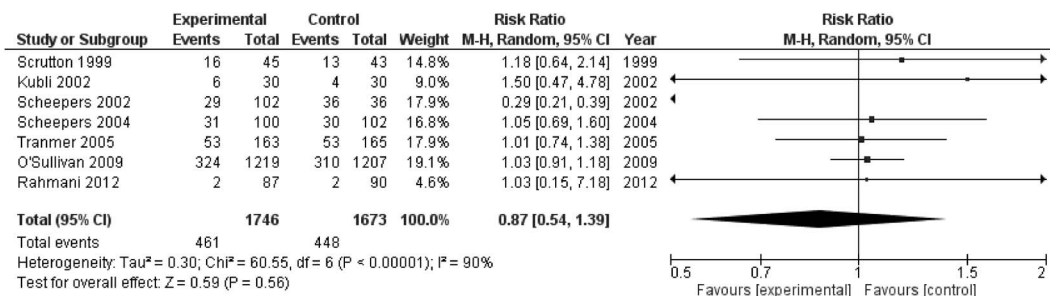 Experimental Control Risk Ratio Risk Ratio
Study or Subgroup Events Total Events Total Weight M-H, Random, 95% CI Year M-H, Random, 95% CI
Scrutton 1999 16 45 13 43 14.8% 1.18 [0.64, 2.14] 1999
Kubli 2002 6 30 4 30 9.0% 1.50 [0.47, 4.78] 2002
Scheepers 2002 29 102 36 36 17.9% 0.29 [0.21, 0.39] 2002
Scheepers 2004 31 100 30 102 16.8% 1.05 [0.69, 1.60] 2004
Tranmer 2005 53 163 53 165 17.9% 1.01 [0.74, 1.38] 2005
O'Sullivan 2009 324 1219 310 1207 19.1% 1.03 [0.91, 1.18] 2009
Rahmani 2012 2 87 2 90 4.6% 1.03 [0.15, 7.18] 2012
Total (95% CI) 1746 1673 100.0% 0.87 [0.54, 1.39]
Total events 461 448
Heterogeneity: Tau² = 0.30; Chi² = 60.55, df = 6 (P < 0.00001); I² = 90%
Test for overall effect: Z = 0.59 (P = 0.56)
0.5 0.7 1 1.5 2
Favours [experimental] Favours [control]